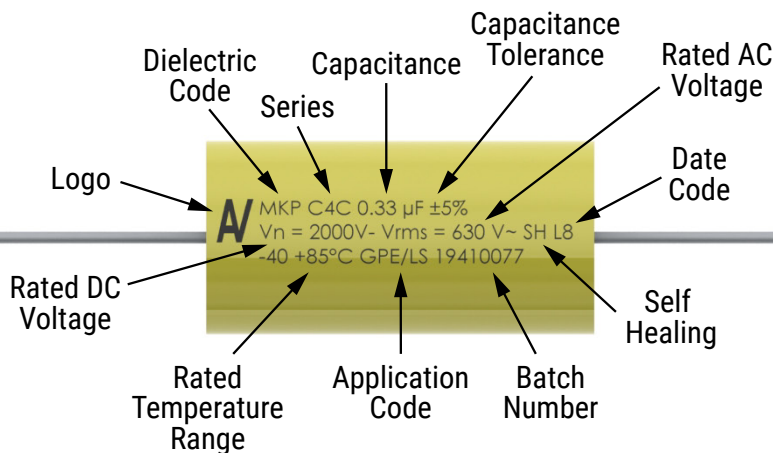 Capacitance
Tolerance
Rated AC
Voltage
Dielectric
Code
Capacitance
Series
Logo
Date
Code
AV
MKP C4C 0.33 µF ±5%
Vn = 2000V- Vrms = 630 V~ SH L8
-40 +85°C GPE/LS 19410077
Rated DC
Voltage
Self
Healing
Rated
Temperature
Range
Application
Code
Batch
Number